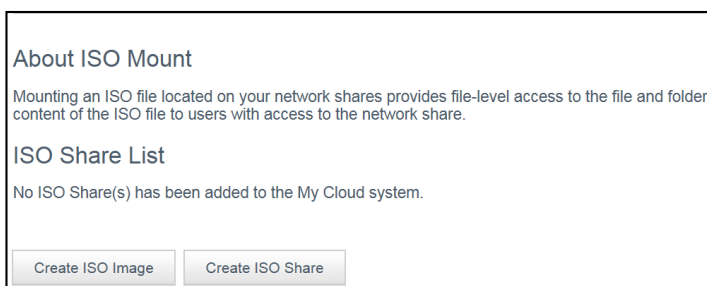 About ISO Mount
Mounting an ISO file located on your network shares provides file-level access to the file and folder
content of the ISO file to users with access to the network share.
ISO Share List
No ISO Share(s) has been added to the My Cloud system.
Create ISO Image
Create ISO Share